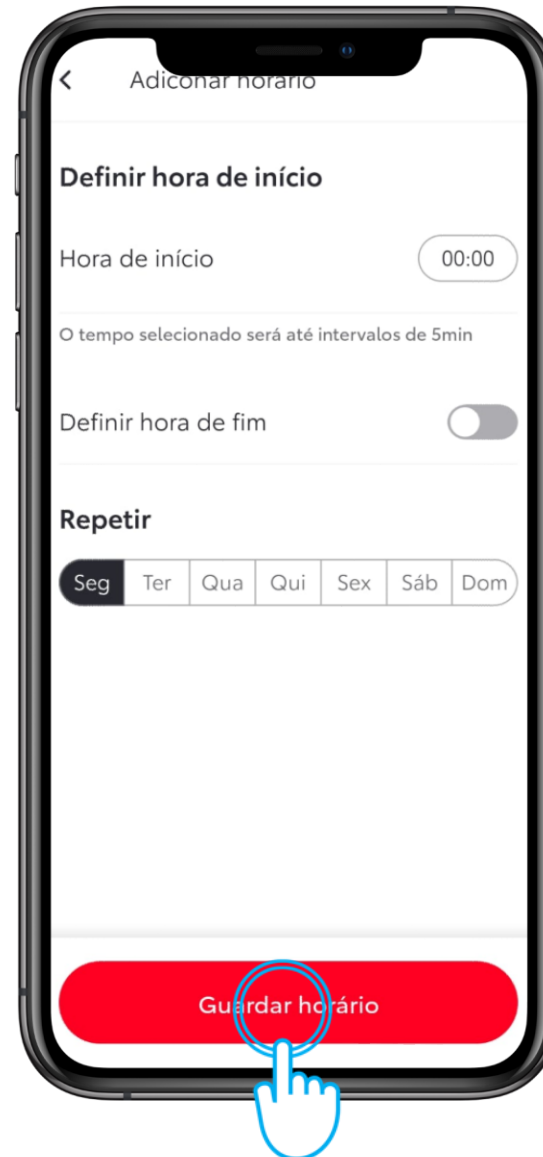 Adiconar horário
Definir hora de início
Hora de início 00:00
O tempo selecionado será até intervalos de 5min
Definir hora de fim
Repetir
Seg Ter Qua Qui Sex Sáb Dom
Guardar horário